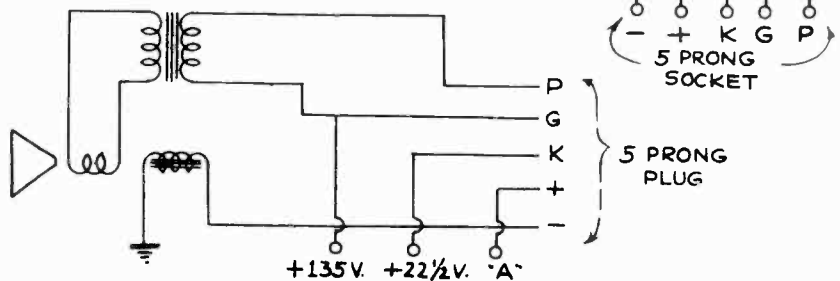 - + K G P
5 PRONG
SOCKET
P
G
K
+
-
5 PRONG
PLUG
+135V. +22½V. "A"